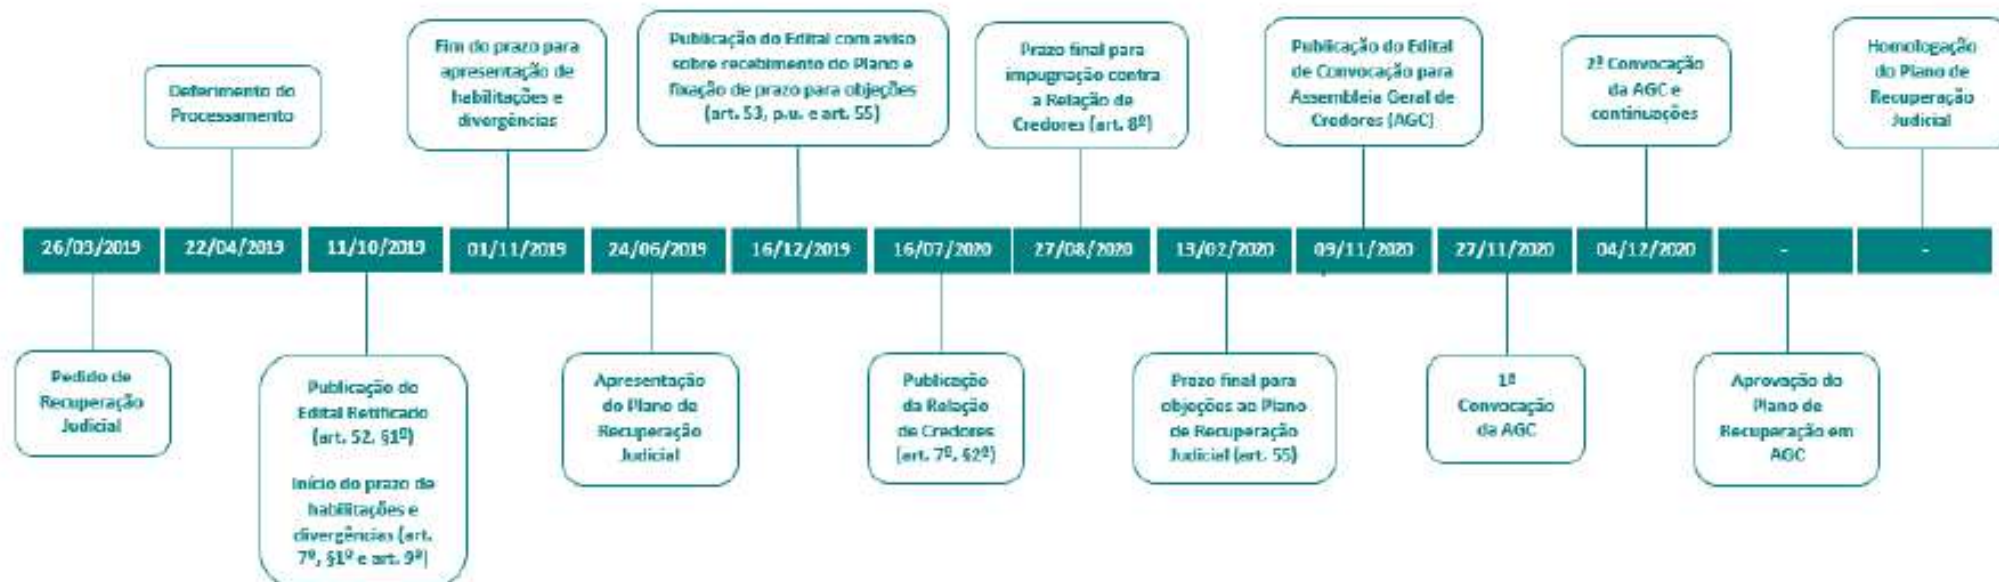 Deferimento do
Processamento
Fim do prazo para
apresentação de
habilitações e
divergências
Publicação do Edital com aviso
sobre recebimento do Plano e
fixação de prazo para objeções
(art. 53, p.u. e art. 55)
Prazo final para
impugnação contra
a Relação de
Credores (art. 8º)
Publicação do Edital
de Convocação para
Assembleia Geral de
Credores (AGC)
2ª Convocação
da AGC e
continuações
Homologação
do Plano de
Recuperação
Judicial
26/03/2019
22/04/2019
11/10/2019
01/11/2019
24/06/2019
16/12/2019
16/07/2020
27/08/2020
13/02/2020
09/11/2020
27/11/2020
04/12/2020
-
-
Pedido de
Recuperação
Judicial
Publicação do
Edital Retificado
(art. 52, §1º)
Início do prazo de
habilitações e
divergências (art.
7º, §1º e art. 9º)
Apresentação
do Plano de
Recuperação
Judicial
Publicação
da Relação
de Credores
(art. 7º, §2º)
Prazo final para
objeções ao Plano
de Recuperação
Judicial (art. 55)
1ª
Convocação
da AGC
Aprovação do
Plano de
Recuperação em
AGC